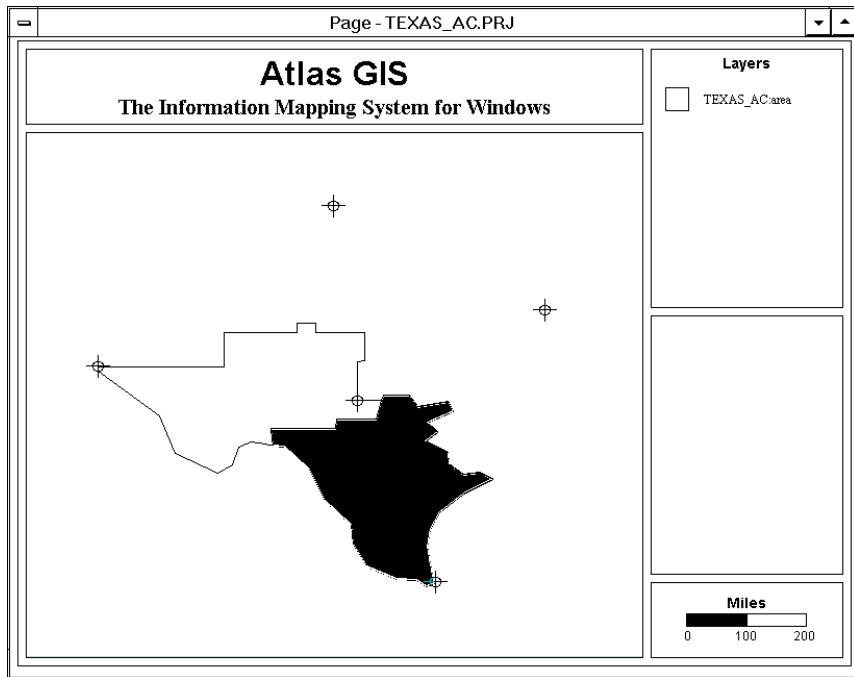 Page - TEXAS_AC.PRJ
Atlas GIS
The Information Mapping System for Windows
Layers
TEXAS_AC:area
Miles
0 100 200